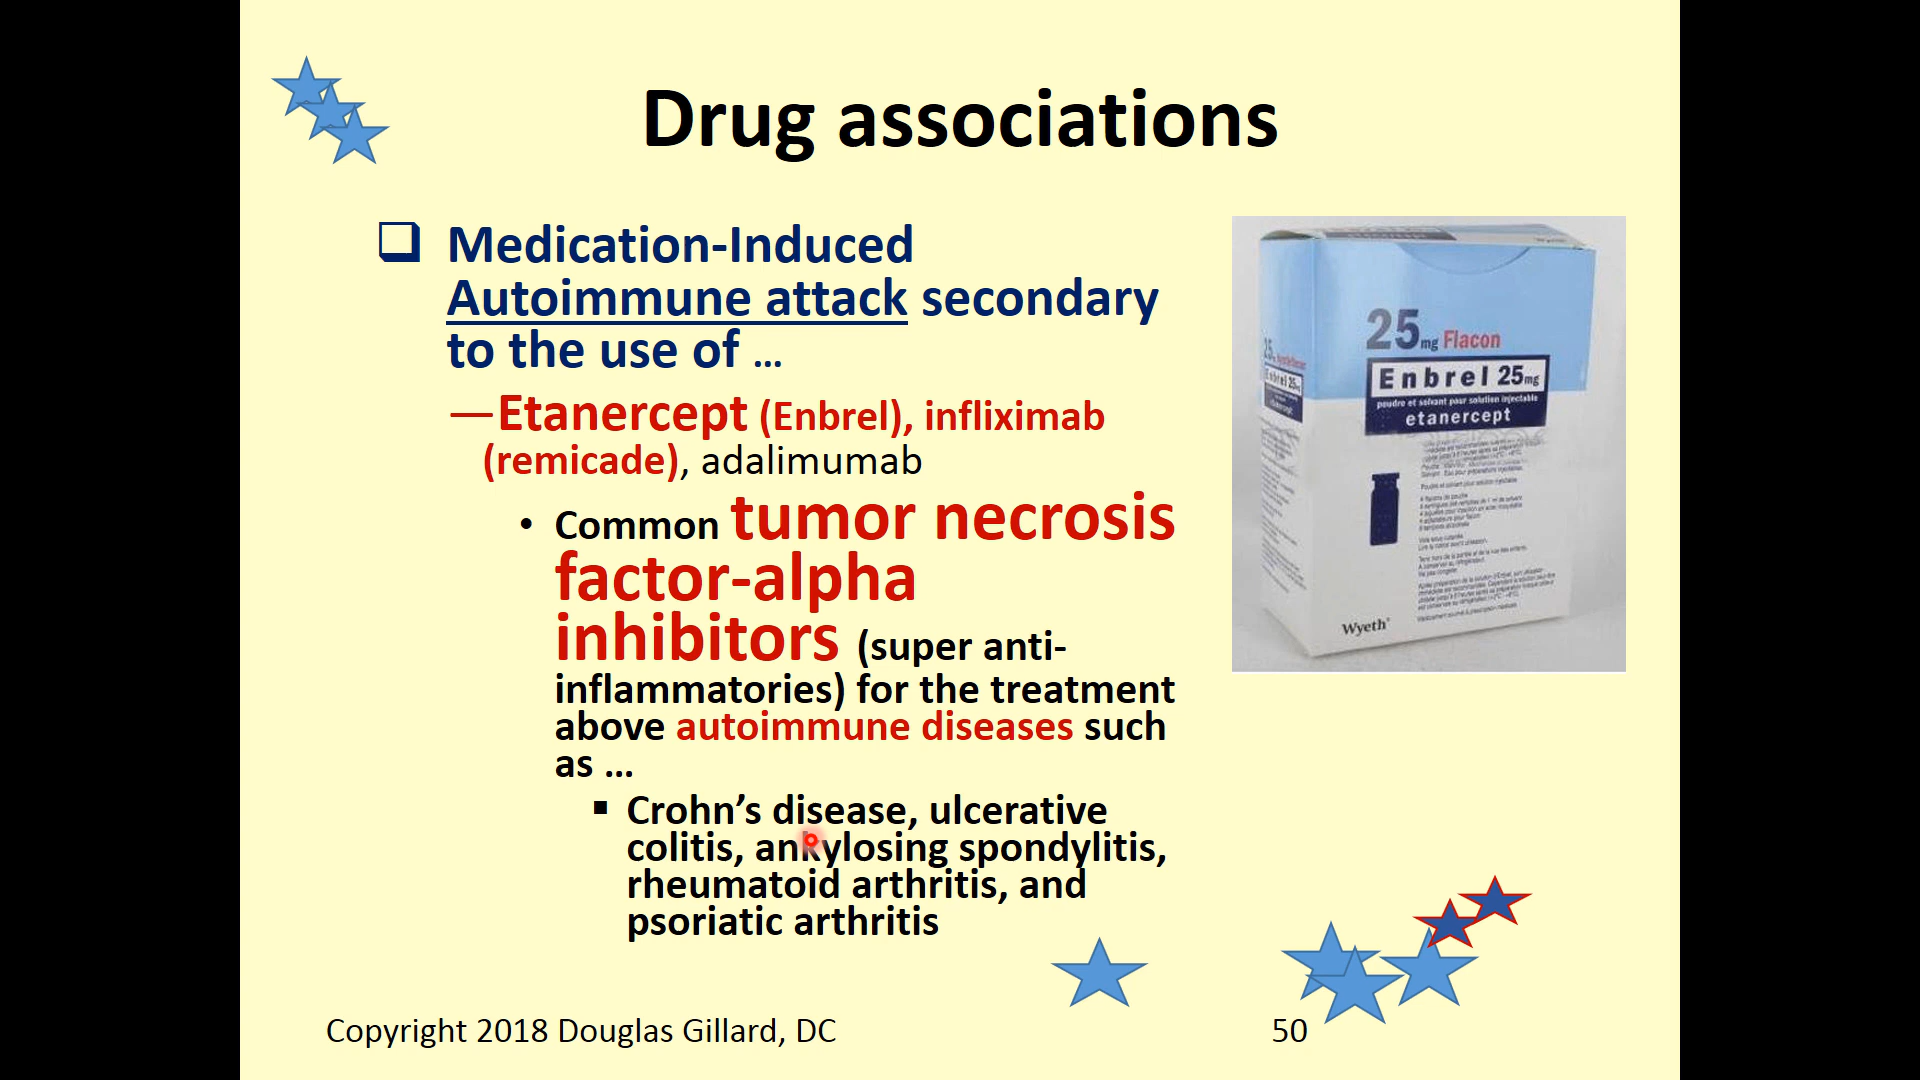 Drug associations
Medication-Induced
Autoimmune attack secondary
to the use of ...
—Etanercept (Enbrel), infliximab
(remicade), adalimumab
• Common tumor necrosis
factor-alpha
inhibitors (super anti-
inflammatories) for the treatment
above autoimmune diseases such
as ...
▪ Crohn’s disease, ulcerative
colitis, ankylosing spondylitis,
rheumatoid arthritis, and
psoriatic arthritis
25mg Flacon
Enbrel 25mg
poudre et solvant pour solution injectable
etanercept
Enbrel 25mg
Wyeth
Copyright 2018 Douglas Gillard, DC
50